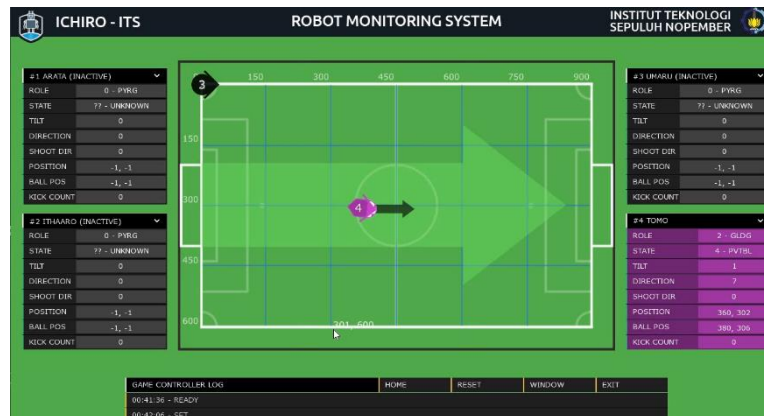 ICHIRO - ITS
ROBOT MONITORING SYSTEM
INSTITUT TEKNOLOGI
SEPULUH NOPEMBER
#1 ARATA (INACTIVE)
ROLE 0 - PYRG
STATE ?? - UNKNOWN
TILT 0
DIRECTION 0
SHOOT DIR 0
POSITION -1, -1
BALL POS -1, -1
KICK COUNT 0
#2 ITHAARO (INACTIVE)
ROLE 0 - PYRG
STATE ?? - UNKNOWN
TILT 0
DIRECTION 0
SHOOT DIR 0
POSITION -1, -1
BALL POS -1, -1
KICK COUNT 0
150 300 450 600 750 900
3
150
300
4
450
600
301, 600
#3 UMARU (INACTIVE)
ROLE 0 - PYRG
STATE ?? - UNKNOWN
TILT 0
DIRECTION 0
SHOOT DIR 0
POSITION -1, -1
BALL POS -1, -1
KICK COUNT 0
#4 TOMO
ROLE 2 - GLDG
STATE 4 - PVTBL
TILT 1
DIRECTION 7
SHOOT DIR 0
POSITION 360, 302
BALL POS 380, 306
KICK COUNT 0
GAME CONTROLLER LOG HOME RESET WINDOW EXIT
00:41:36 - READY
00:42:06 - SET